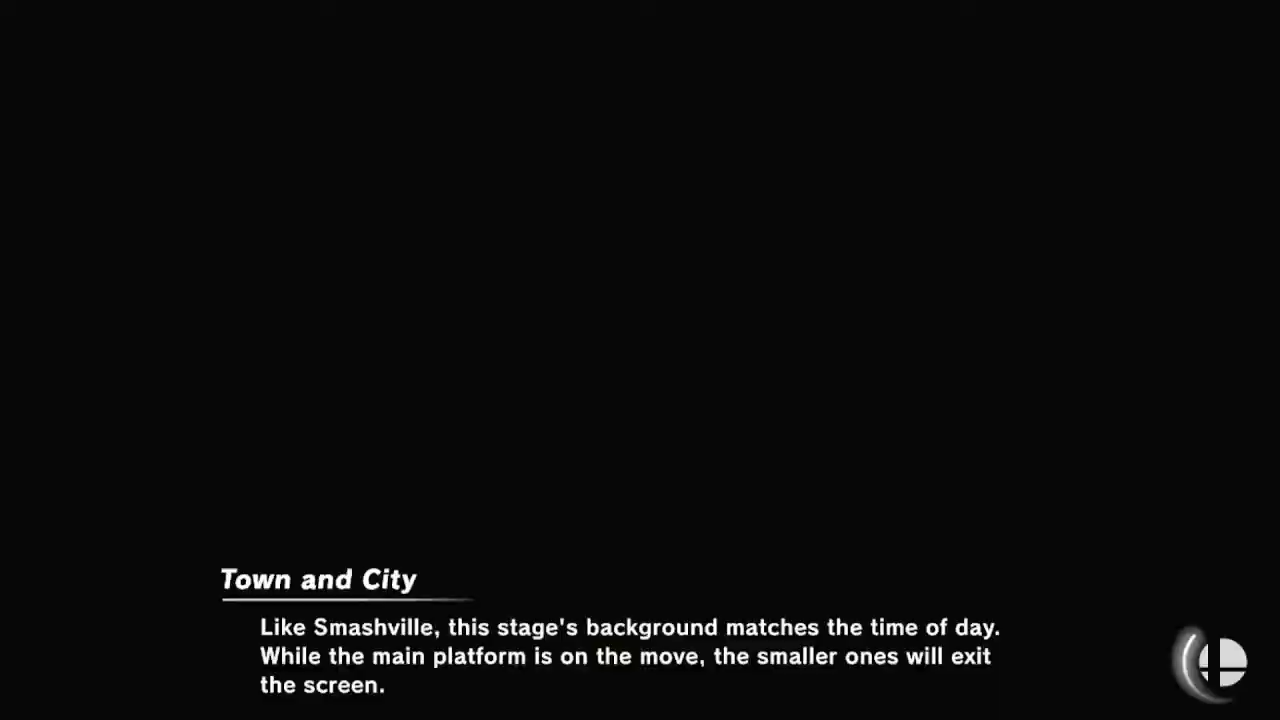 Town and City
Like Smashville, this stage's background matches the time of day.
While the main platform is on the move, the smaller ones will exit
the screen.